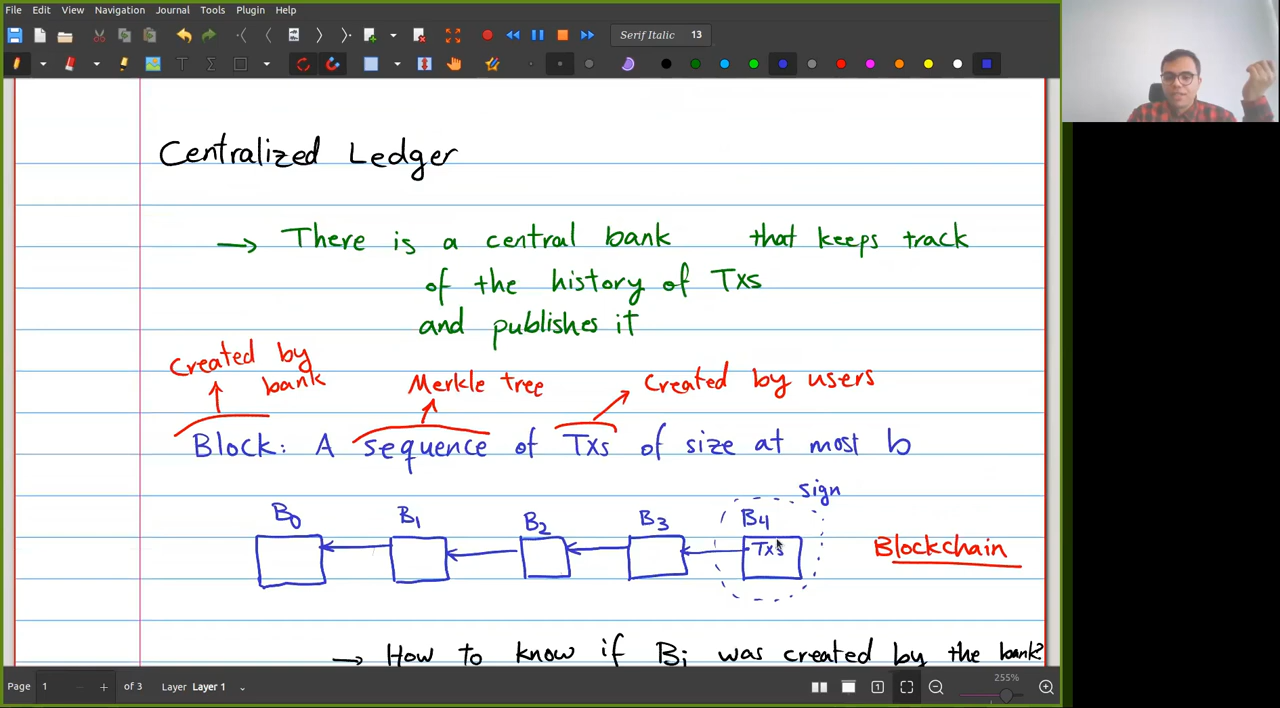 File Edit View Navigation Journal Tools Plugin Help
Serif Italic 13
Centralized Ledger
→ There is a central bank that keeps track
of the history of Txs
and publishes it
Created by
bank
Merkle tree
Created by users
Block: A sequence of Txs of size at most b
sign
B0 B1 B2 B3 B4
Txs
Blockchain
→ How to know if Bi was created by the bank?
Page 1 of 3 Layer Layer 1 255%